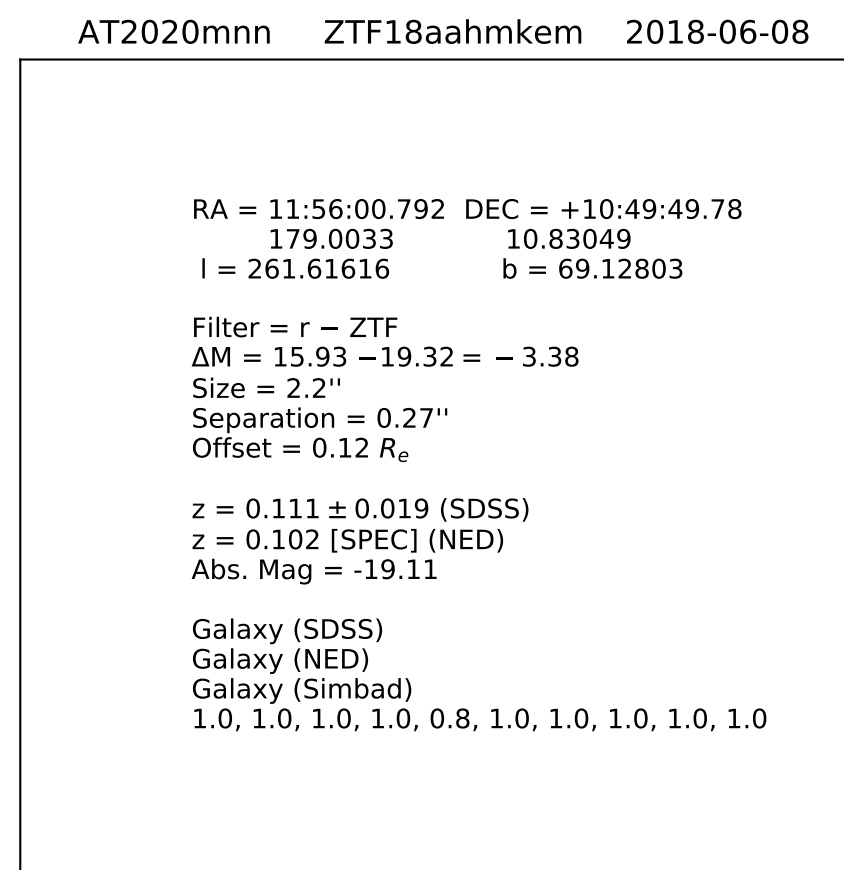 AT2020mnn ZTF18aahmkem 2018-06-08
RA = 11:56:00.792 DEC = +10:49:49.78
179.0033 10.83049
l = 261.61616 b = 69.12803
Filter = r − ZTF
ΔM = 15.93 −19.32 = − 3.38
Size = 2.2''
Separation = 0.27''
Offset = 0.12 Re
z = 0.111 ± 0.019 (SDSS)
z = 0.102 [SPEC] (NED)
Abs. Mag = -19.11
Galaxy (SDSS)
Galaxy (NED)
Galaxy (Simbad)
1.0, 1.0, 1.0, 1.0, 0.8, 1.0, 1.0, 1.0, 1.0, 1.0